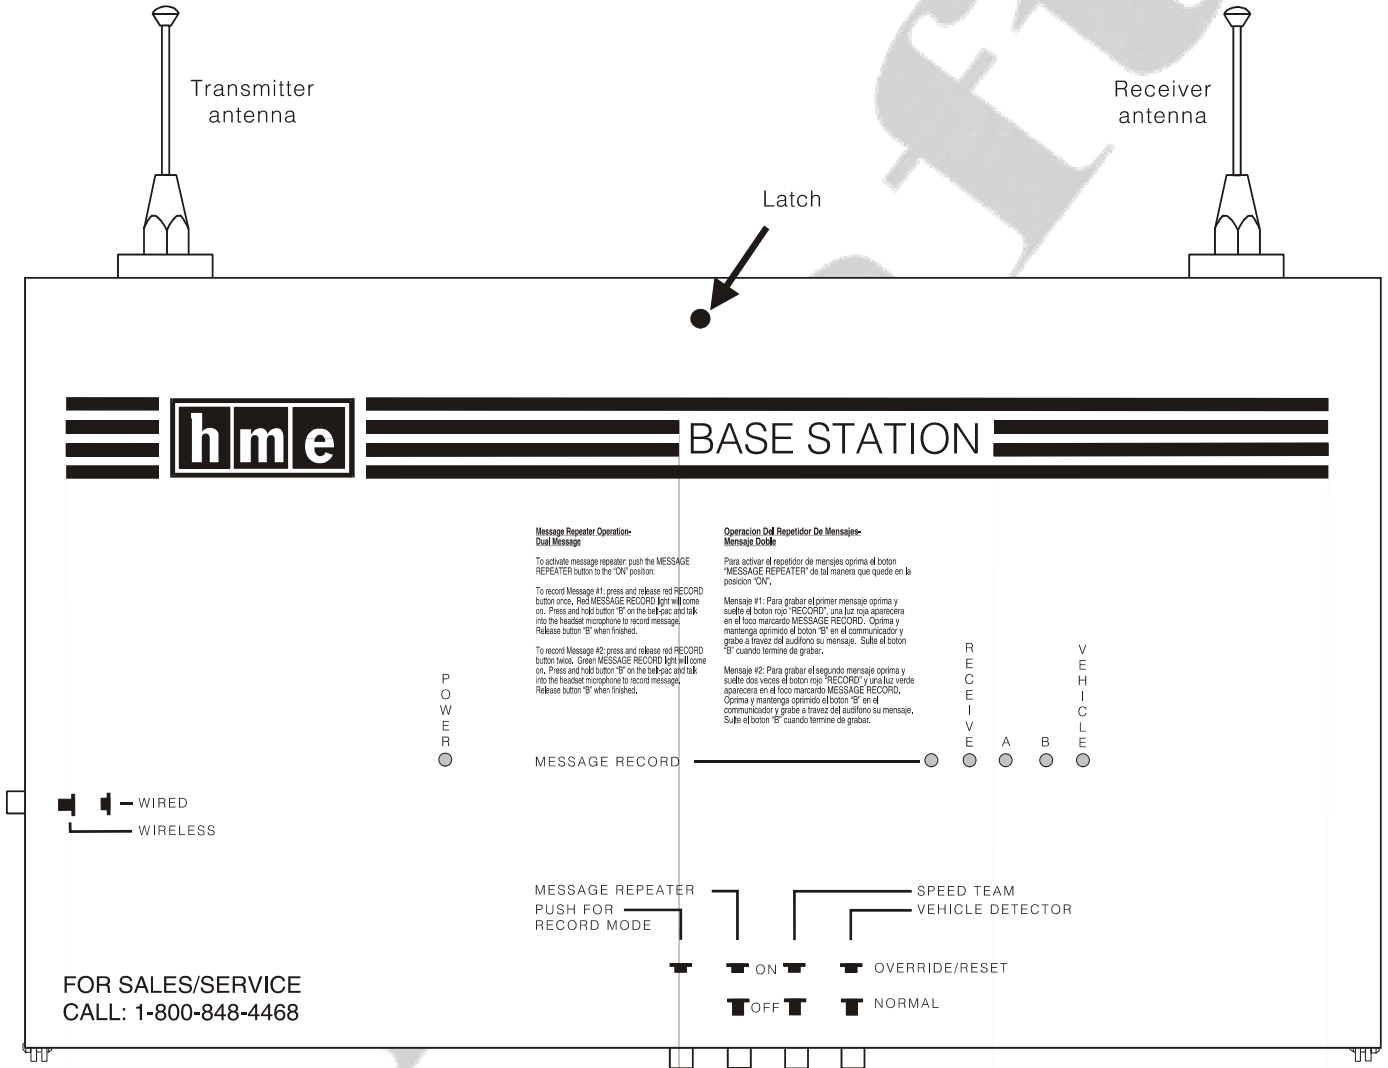 Transmitter
antenna
Receiver
antenna
Latch
hme
BASE STATION
Message Repeater Operation-
Dual Message
To activate message repeater: push the MESSAGE
REPEATER button to the "ON" position:
To record Message #1: press and release red RECORD
button once. Red MESSAGE RECORD light will come
on. Press and hold button "B" on the belt-pac and talk
into the headset microphone to record message.
Release button "B" when finished.
To record Message #2: press and release red RECORD
button twice. Green MESSAGE RECORD light will come
on. Press and hold button "B" on the belt-pac and talk
into the headset microphone to record message.
Release button "B" when finished.
Operacion Del Repetidor De Mensajes-
Mensaje Doble
Para activar el repetidor de mensjes oprima el boton
"MESSAGE REPEATER" de tal manera que quede en la
posicion "ON".
Mensaje #1: Para grabar el primer mensaje oprima y
suelte el boton rojo "RECORD", una luz roja aparecera
en el foco marcardo MESSAGE RECORD. Oprima y
mantenga oprimido el boton "B" en el communicador y
grabe a travez del audifono su mensaje. Sulte el boton
"B" cuando termine de grabar.
Mensaje #2: Para grabar el segundo mensaje oprima y
suelte dos veces el boton rojo "RECORD" y una luz verde
aparecera en el foco marcardo MESSAGE RECORD.
Oprima y mantenga oprimido el boton "B" en el
communicador y grabe a travez del audifono su mensaje.
Sulte el boton "B" cuando termine de grabar.
POWER
RECEIVE
A
B
VEHICLE
MESSAGE RECORD
WIRED
WIRELESS
MESSAGE REPEATER
PUSH FOR
RECORD MODE
SPEED TEAM
VEHICLE DETECTOR
ON
OVERRIDE/RESET
OFF
NORMAL
FOR SALES/SERVICE
CALL: 1-800-848-4468